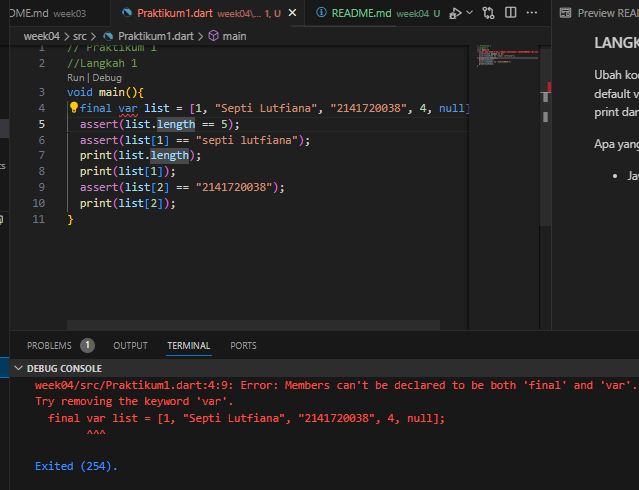 OME.md week03
Praktikum1.dart week04\... 1, U
README.md week04 U
Preview READ
week04 > src > Praktikum1.dart > main
1 // Praktikum 1
2 //Langkah 1
Run | Debug
3 void main(){
4 final var list = [1, "Septi Lutfiana", "2141720038", 4, null]
5 assert(list.length == 5);
6 assert(list[1] == "septi lutfiana");
7 print(list.length);
8 print(list[1]);
9 assert(list[2] == "2141720038");
10 print(list[2]);
11 }
LANGK
Ubah kod
default v
print dar
Apa yang
• Jav
PROBLEMS 1 OUTPUT TERMINAL PORTS
DEBUG CONSOLE
week04/src/Praktikum1.dart:4:9: Error: Members can't be declared to be both 'final' and 'var'.
Try removing the keyword 'var'.
final var list = [1, "Septi Lutfiana", "2141720038", 4, null];
^^^
Exited (254).